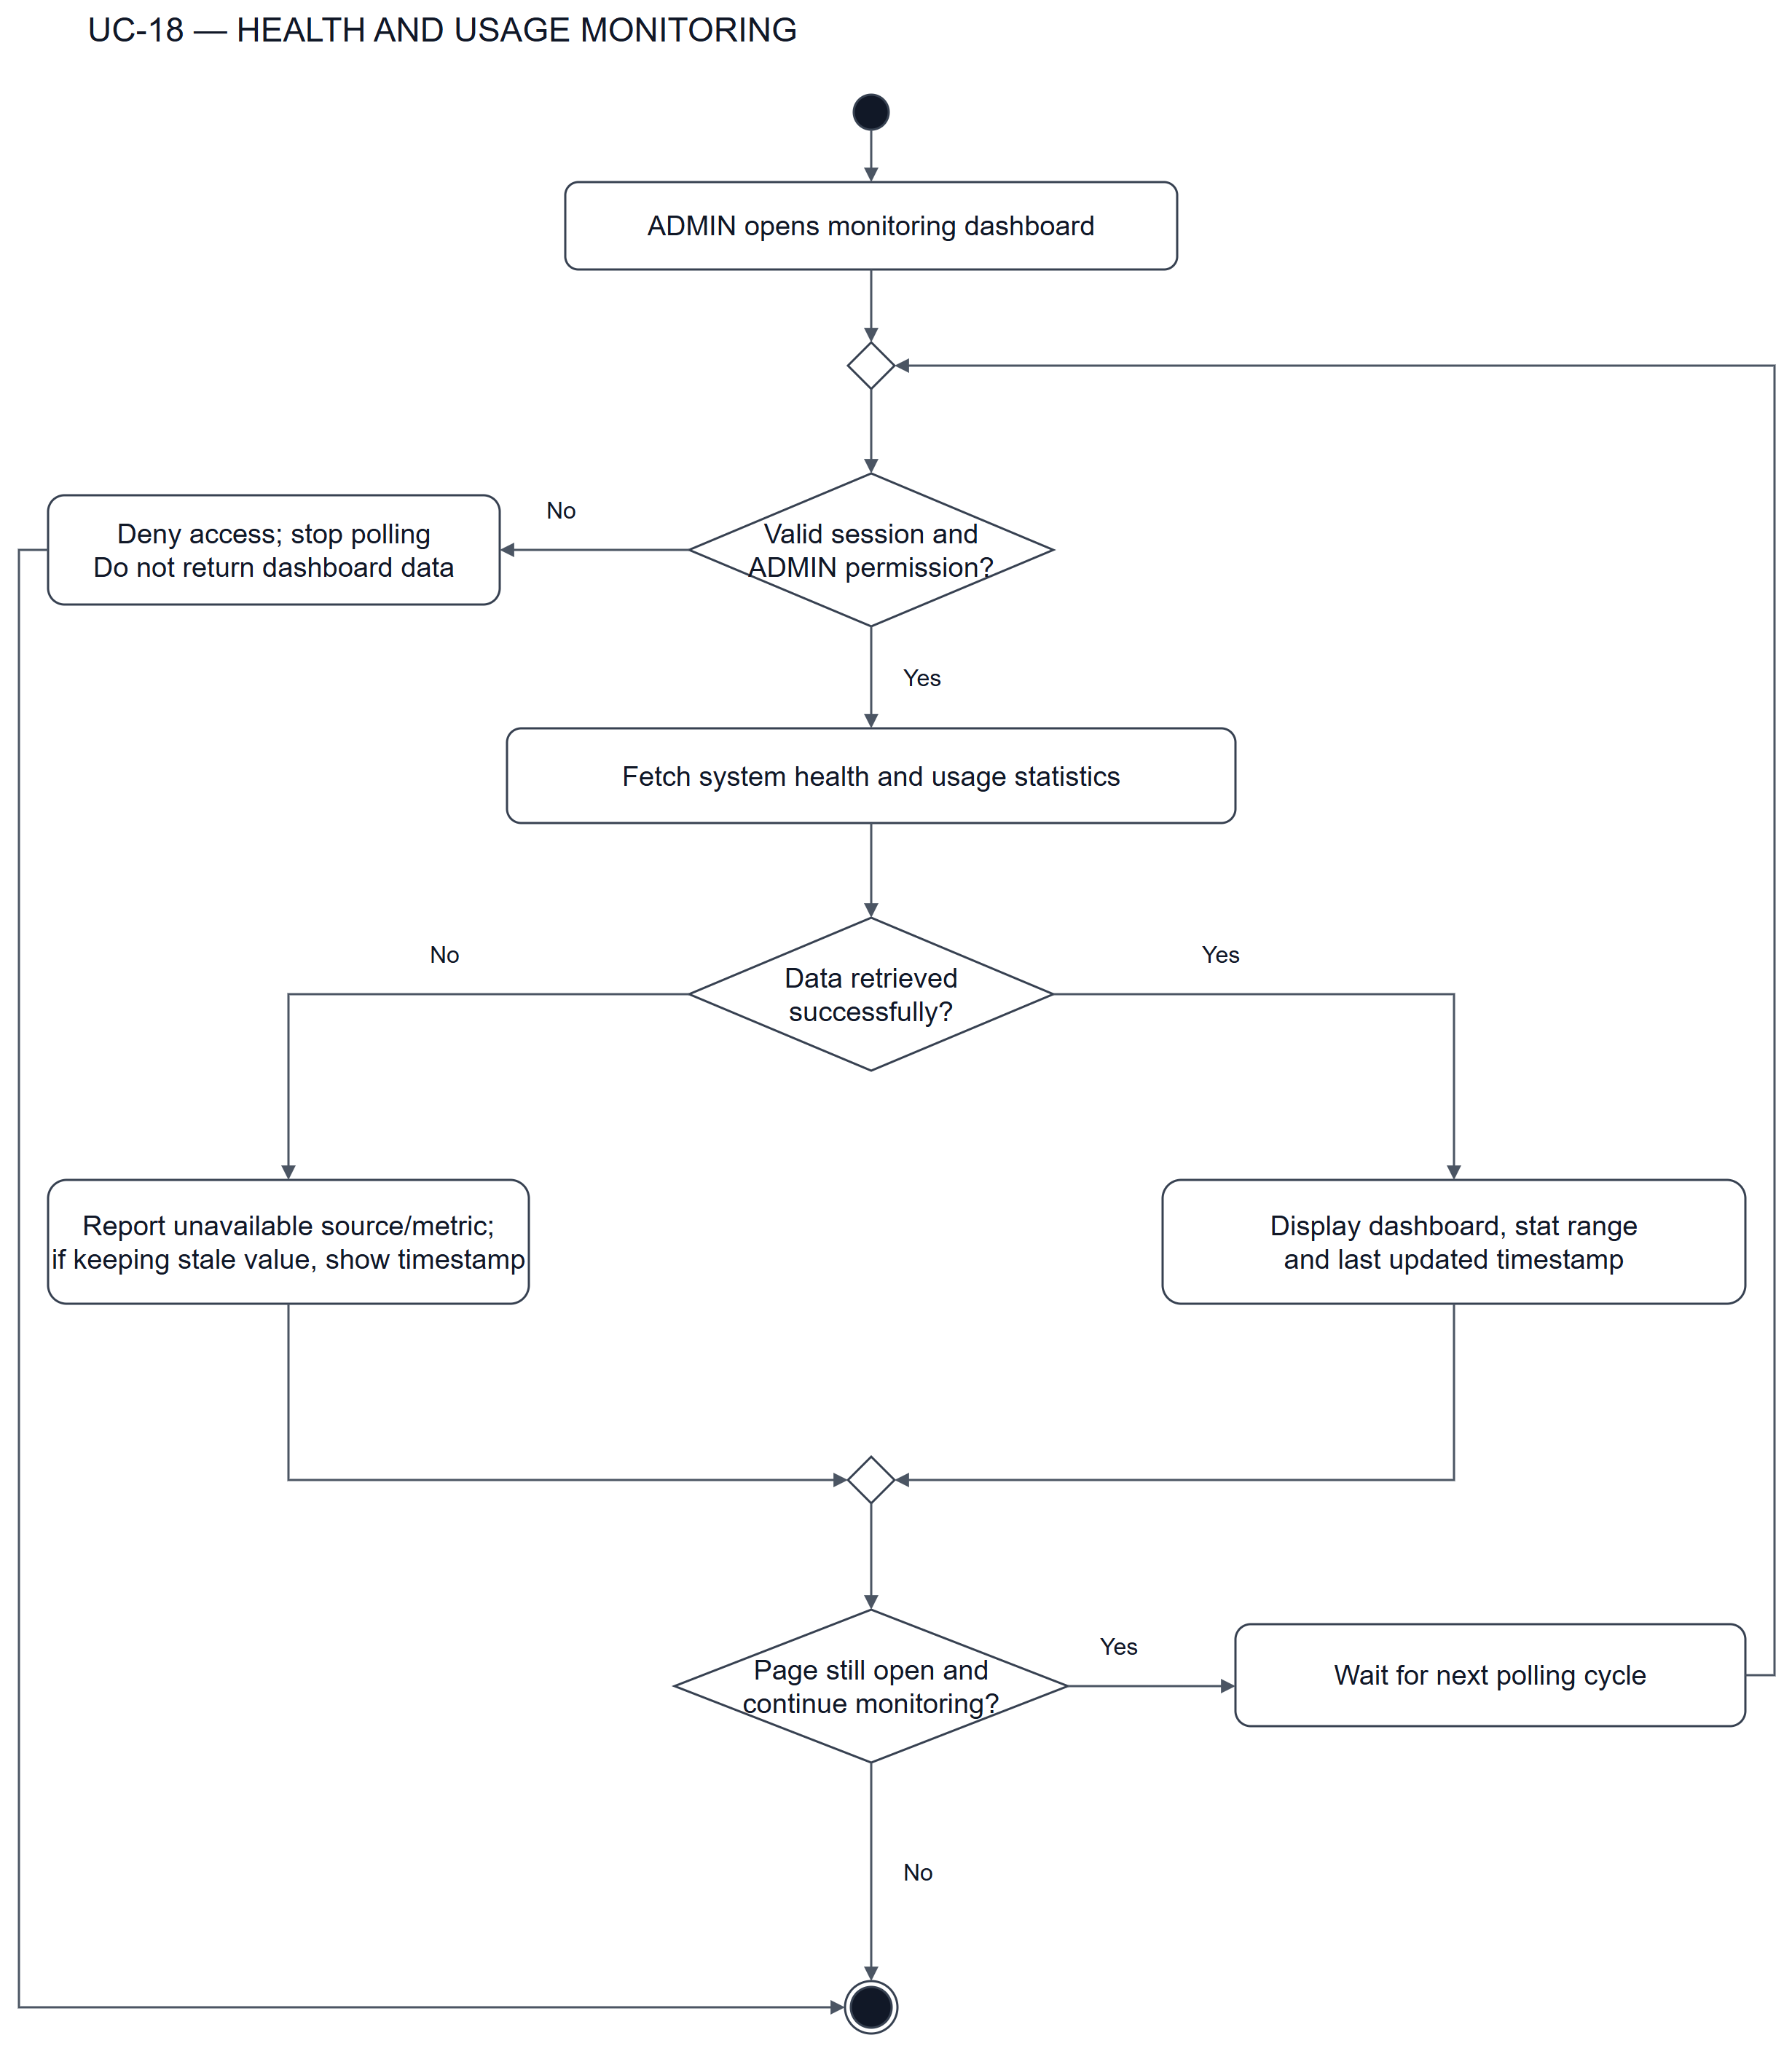 UC-18 — HEALTH AND USAGE MONITORING
ADMIN opens monitoring dashboard
Valid session and
ADMIN permission?
No
Deny access; stop polling
Do not return dashboard data
Yes
Fetch system health and usage statistics
Data retrieved
successfully?
No
Yes
Report unavailable source/metric;
if keeping stale value, show timestamp
Display dashboard, stat range
and last updated timestamp
Page still open and
continue monitoring?
Yes
Wait for next polling cycle
No